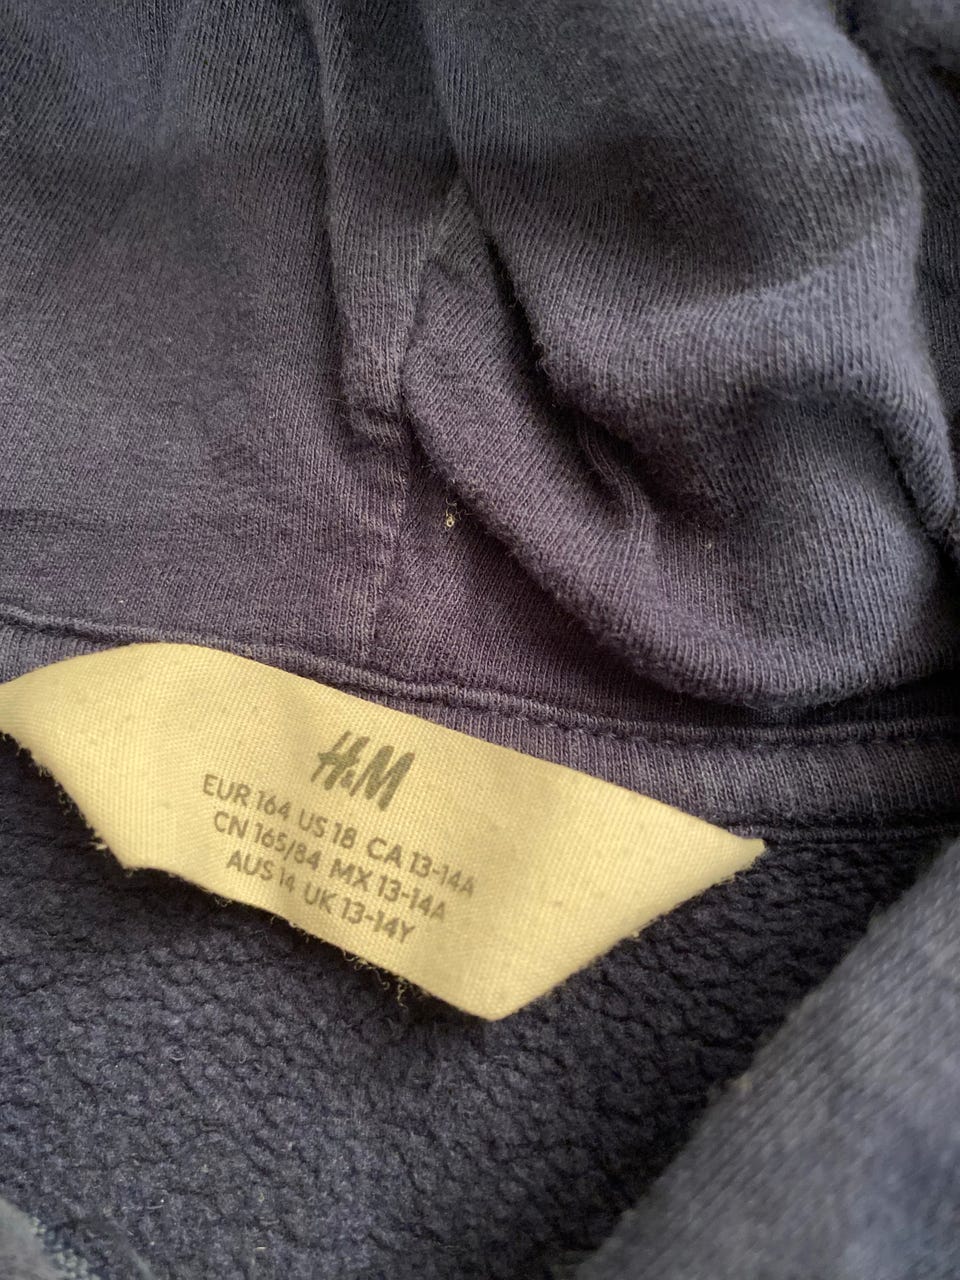 H&M
EUR 164 US 18 CA 13-14A
CN 165/84 MX 13-14A
AUS 14 UK 13-14Y